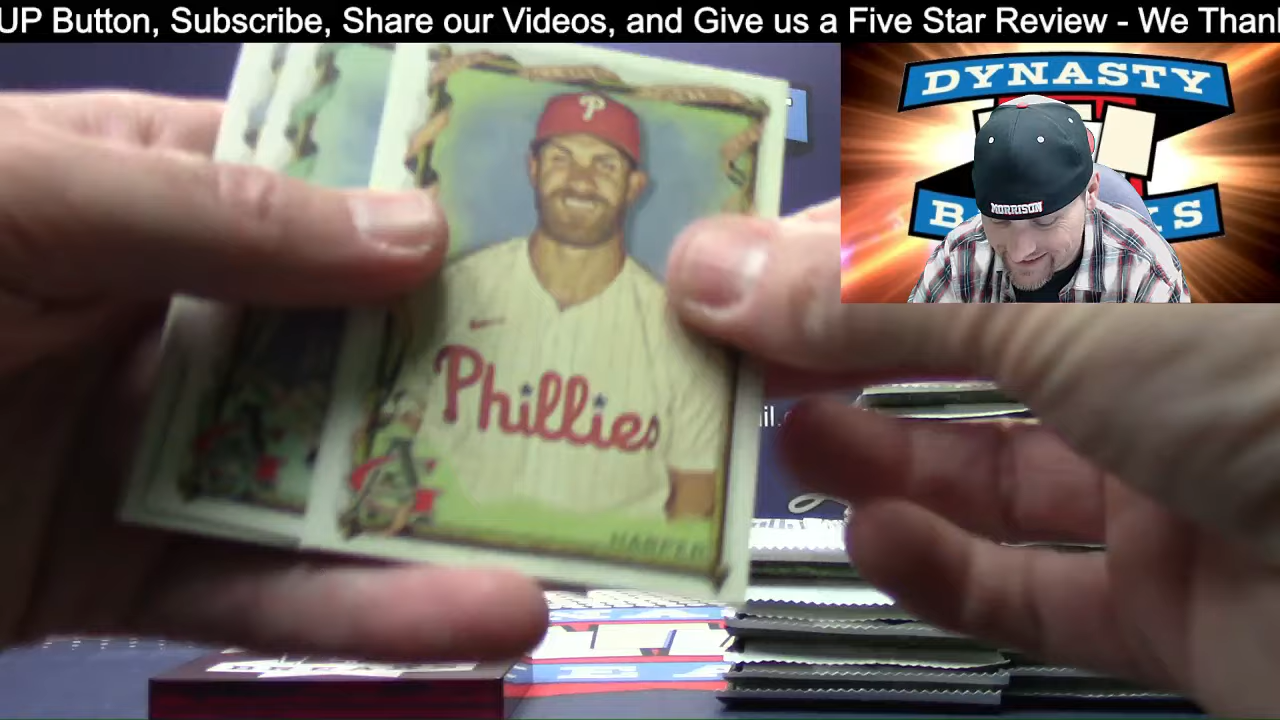 UP Button, Subscribe, Share our Videos, and Give us a Five Star Review - We Thank
DYNASTY
P
MORRISON
Phillies
HARPER